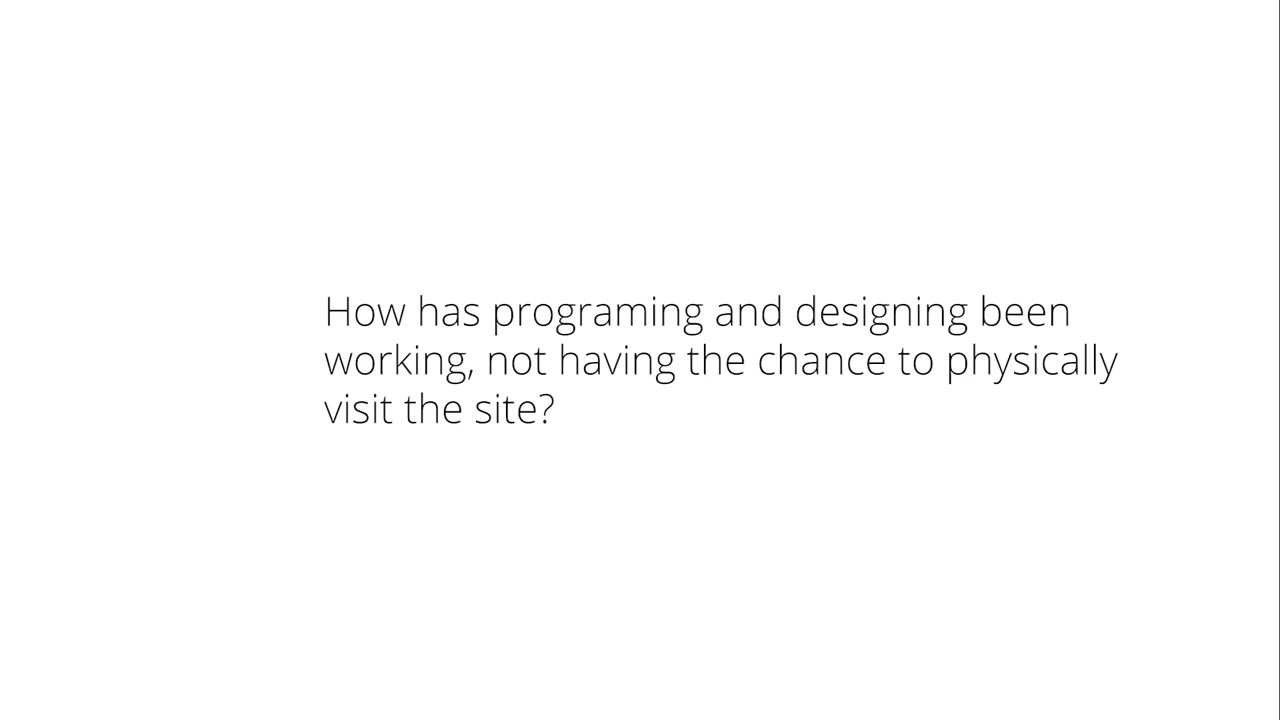 How has programing and designing been
working, not having the chance to physically
visit the site?